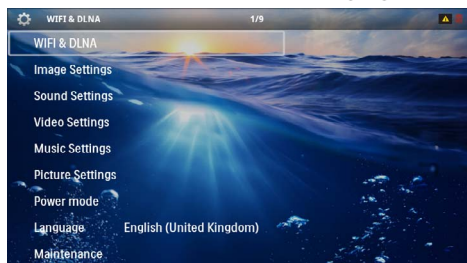 WIFI & DLNA 1/9
WIFI & DLNA
Image Settings
Sound Settings
Video Settings
Music Settings
Picture Settings
Power mode
Language English (United Kingdom)
Maintenance